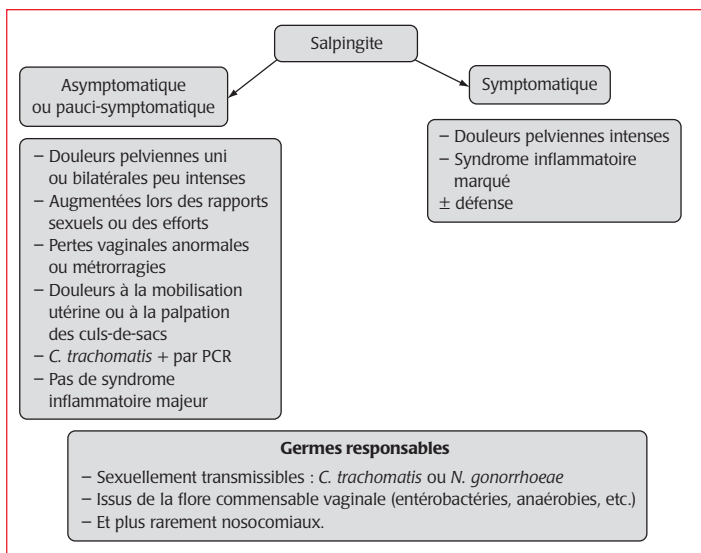 Salpingite
Asymptomatique
ou pauci-symptomatique
Symptomatique
– Douleurs pelviennes uni
ou bilatérales peu intenses
– Augmentées lors des rapports
sexuels ou des efforts
– Pertes vaginales anormales
ou métrorragies
– Douleurs à la mobilisation
utérine ou à la palpation
des culs-de-sacs
– C. trachomatis + par PCR
– Pas de syndrome
inflammatoire majeur
– Douleurs pelviennes intenses
– Syndrome inflammatoire
marqué
± défense
Germes responsables
– Sexuellement transmissibles : C. trachomatis ou N. gonorrhoeae
– Issus de la flore commensable vaginale (entérobactéries, anaérobies, etc.)
– Et plus rarement nosocomiaux.